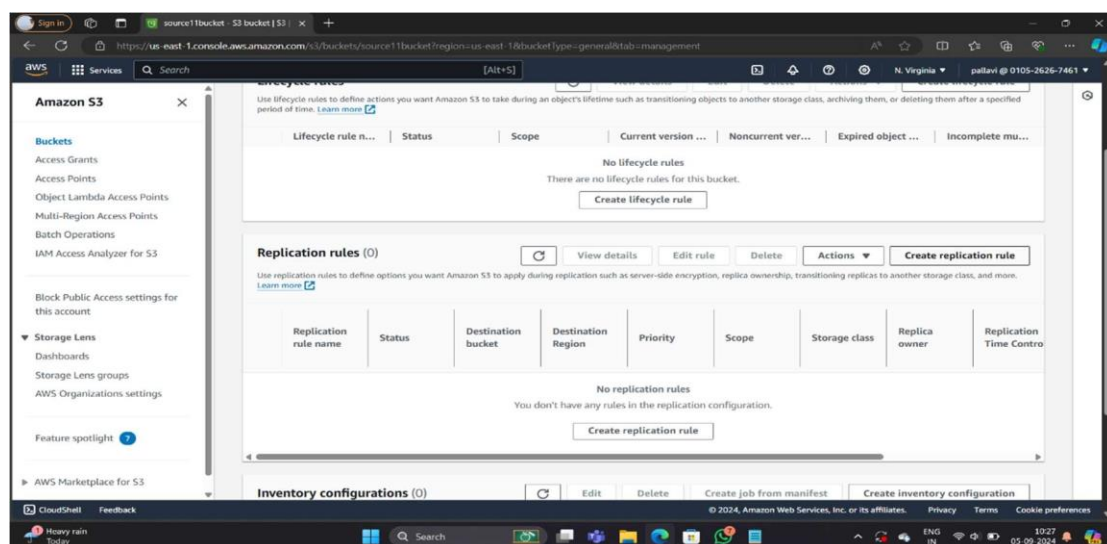 Sign in
source11bucket - S3 bucket | S3 |
https://us-east-1.console.aws.amazon.com/s3/buckets/source11bucket?region=us-east-1&bucketType=general&tab=management
aws Services Search [Alt+S] N. Virginia pallavi @ 0105-2626-7461
Amazon S3
Buckets
Access Grants
Access Points
Object Lambda Access Points
Multi-Region Access Points
Batch Operations
IAM Access Analyzer for S3
Block Public Access settings for
this account
Storage Lens
Dashboards
Storage Lens groups
AWS Organizations settings
Feature spotlight 7
AWS Marketplace for S3
Use lifecycle rules to define actions you want Amazon S3 to take during an object's lifetime such as transitioning objects to another storage class, archiving them, or deleting them after a specified
period of time. Learn more
Lifecycle rule n... Status Scope Current version ... Noncurrent ver... Expired object ... Incomplete mu...
No lifecycle rules
There are no lifecycle rules for this bucket.
Create lifecycle rule
Replication rules (0) View details Edit rule Delete Actions Create replication rule
Use replication rules to define options you want Amazon S3 to apply during replication such as server-side encryption, replica ownership, transitioning replicas to another storage class, and more.
Learn more
Replication rule name Status Destination bucket Destination Region Priority Scope Storage class Replica owner Replication Time Contro
No replication rules
You don't have any rules in the replication configuration.
Create replication rule
Inventory configurations (0) Edit Delete Create job from manifest Create inventory configuration
CloudShell Feedback © 2024, Amazon Web Services, Inc. or its affiliates. Privacy Terms Cookie preferences
Heavy rain
Today
Search
ENG
IN
10:27
05-09-2024